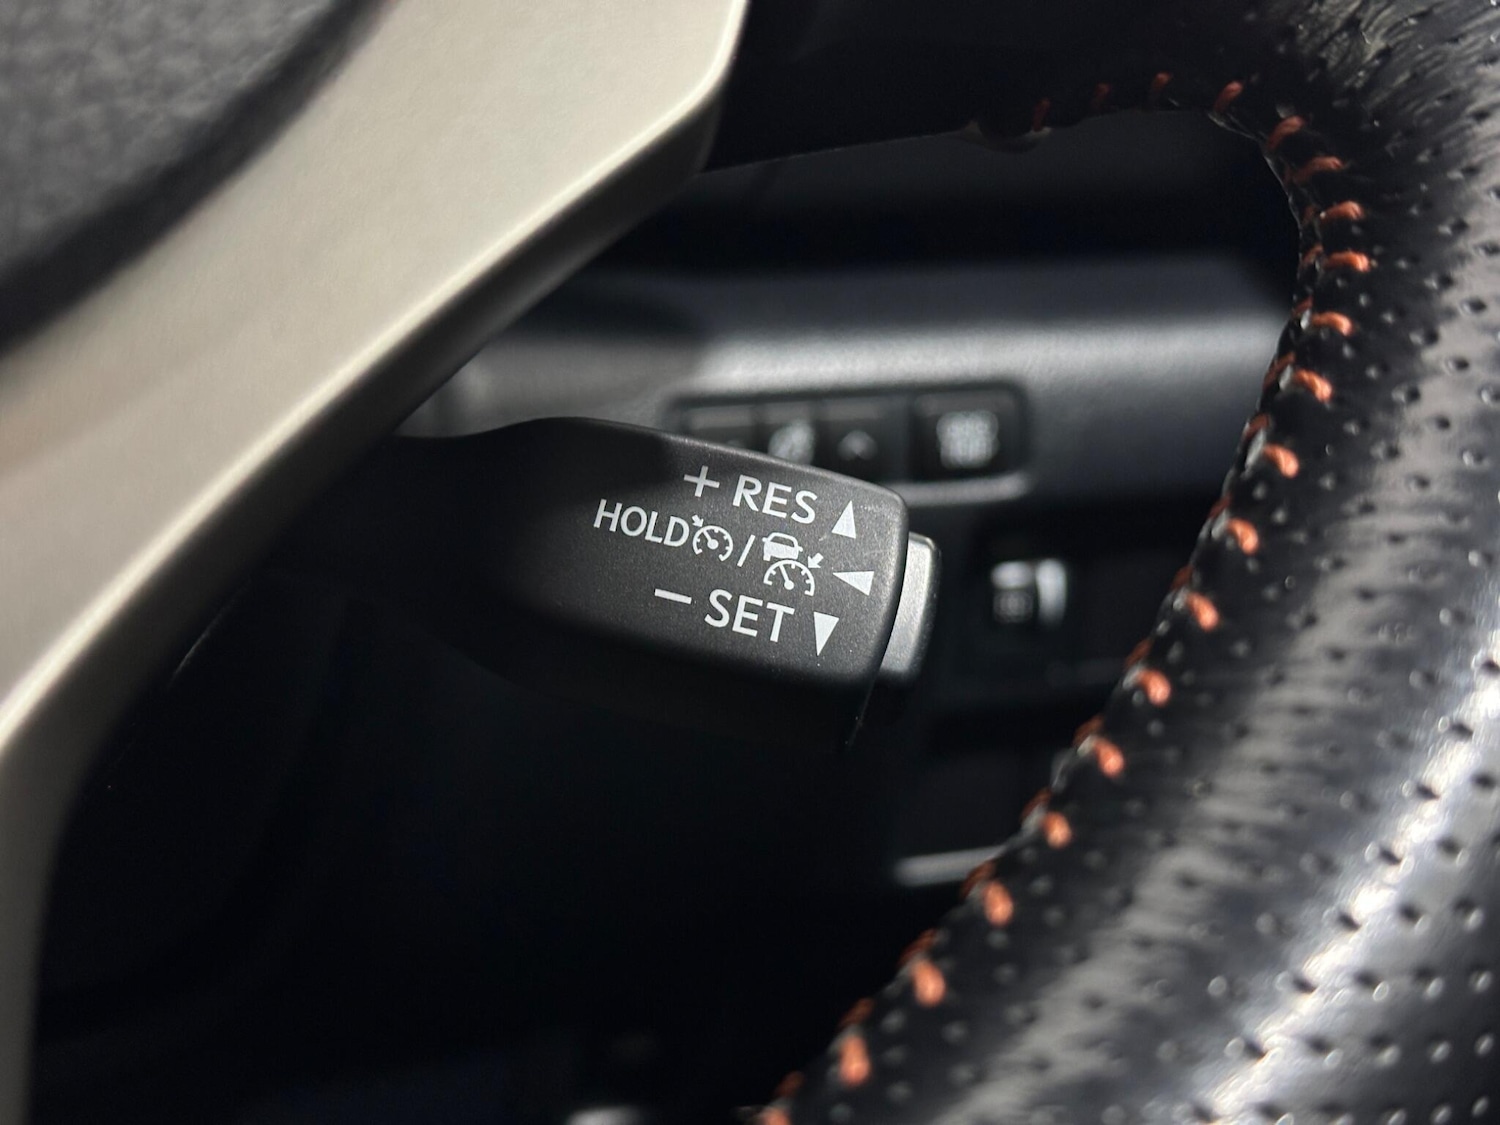 + RES
HOLD /
− SET